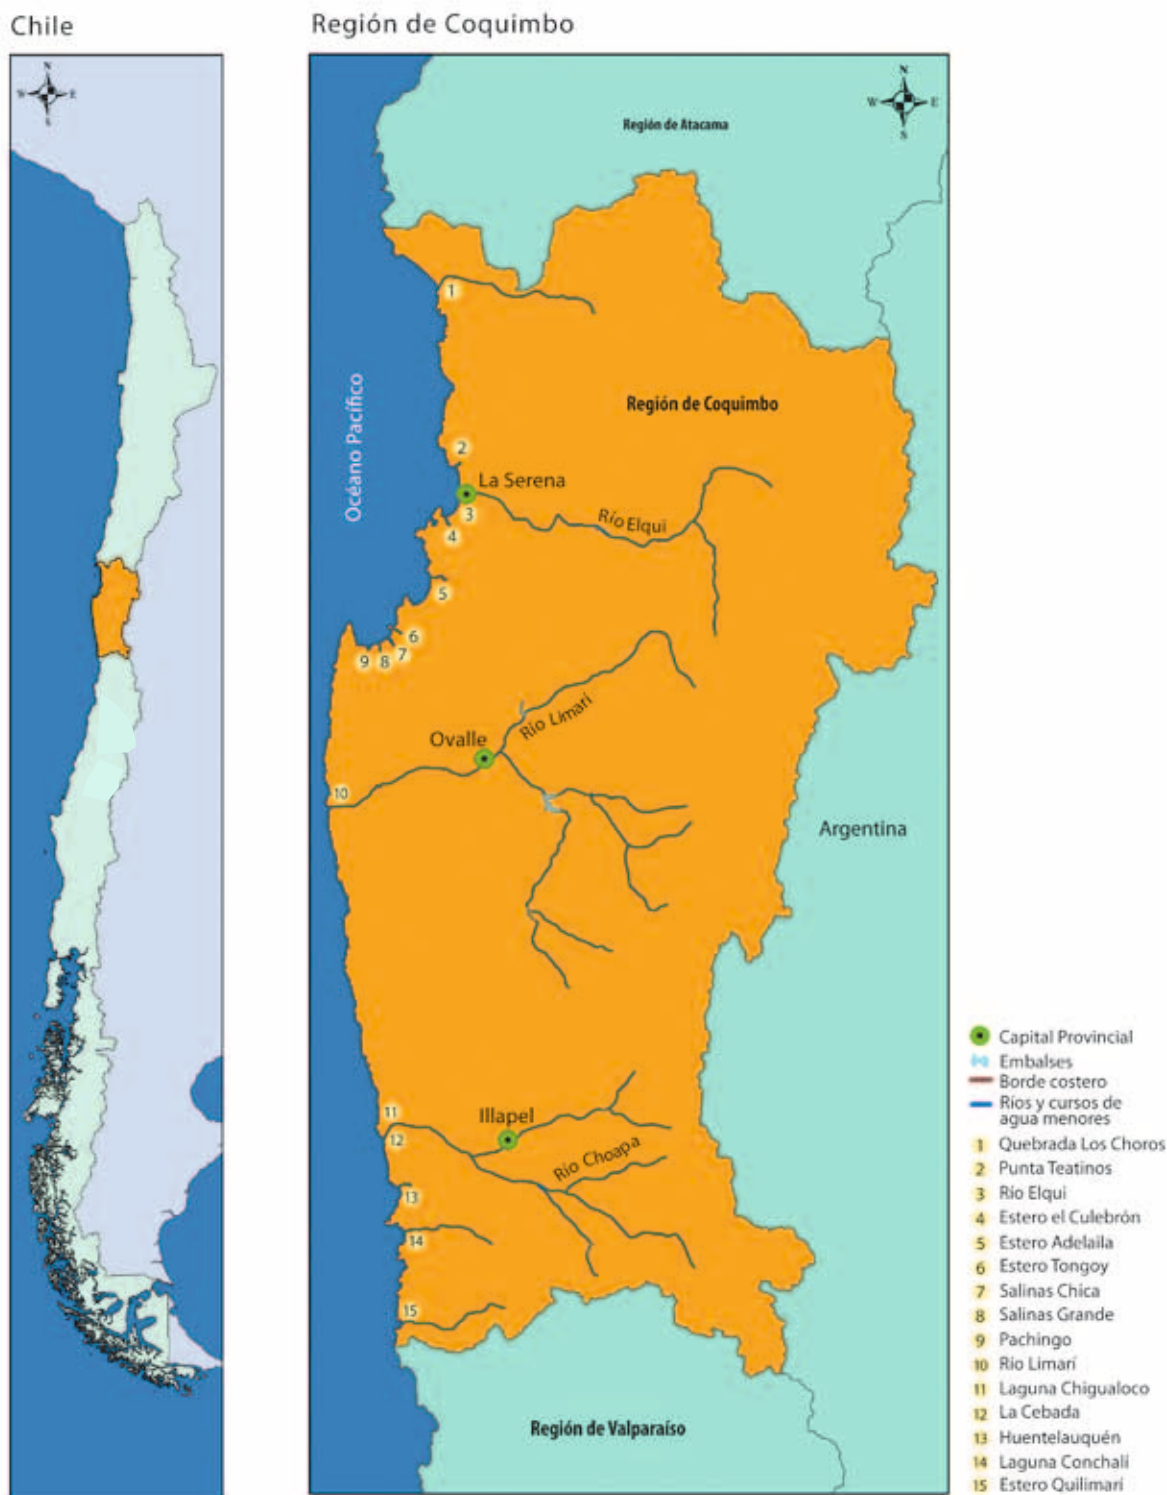 Chile
Región de Coquimbo
N
W E
S
N
W E
S
Región de Atacama
1
Región de Coquimbo
Océano Pacífico
2
La Serena
3
Río Elqui
4
5
6
7
8
9
Río Limarí
Ovalle
10
Argentina
11
Illapel
12
Río Choapa
13
14
15
Región de Valparaíso
Capital Provincial
Embalses
Borde costero
Ríos y cursos de
agua menores
1 Quebrada Los Choros
2 Punta Teatinos
3 Río Elqui
4 Estero el Culebrón
5 Estero Adelaila
6 Estero Tongoy
7 Salinas Chica
8 Salinas Grande
9 Pachingo
10 Río Limarí
11 Laguna Chigualoco
12 La Cebada
13 Huentelauquén
14 Laguna Conchalí
15 Estero Quilimarí